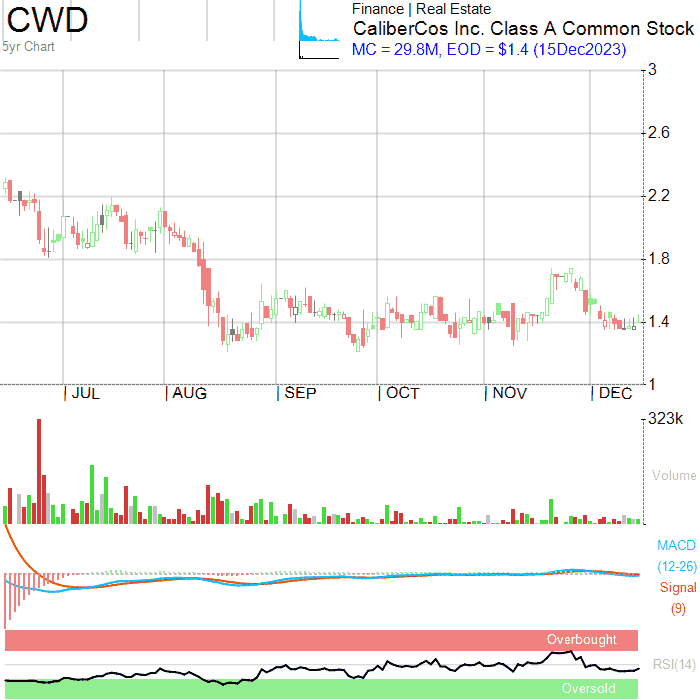 CWD
5yr Chart
Finance | Real Estate
CaliberCos Inc. Class A Common Stock
MC = 29.8M, EOD = $1.4 (15Dec2023)
3
2.6
2.2
1.8
1.4
1
JUL AUG SEP OCT NOV DEC
323k
Volume
MACD
(12-26)
Signal
(9)
Overbought
RSI(14)
Oversold